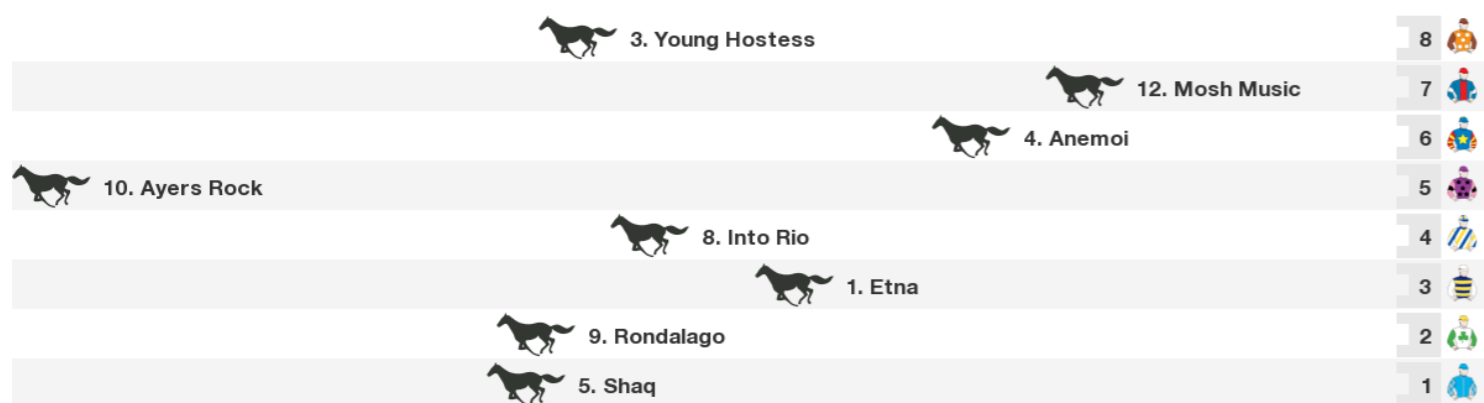 3. Young Hostess 8
12. Mosh Music 7
4. Anemoi 6
10. Ayers Rock 5
8. Into Rio 4
1. Etna 3
9. Rondalago 2
5. Shaq 1